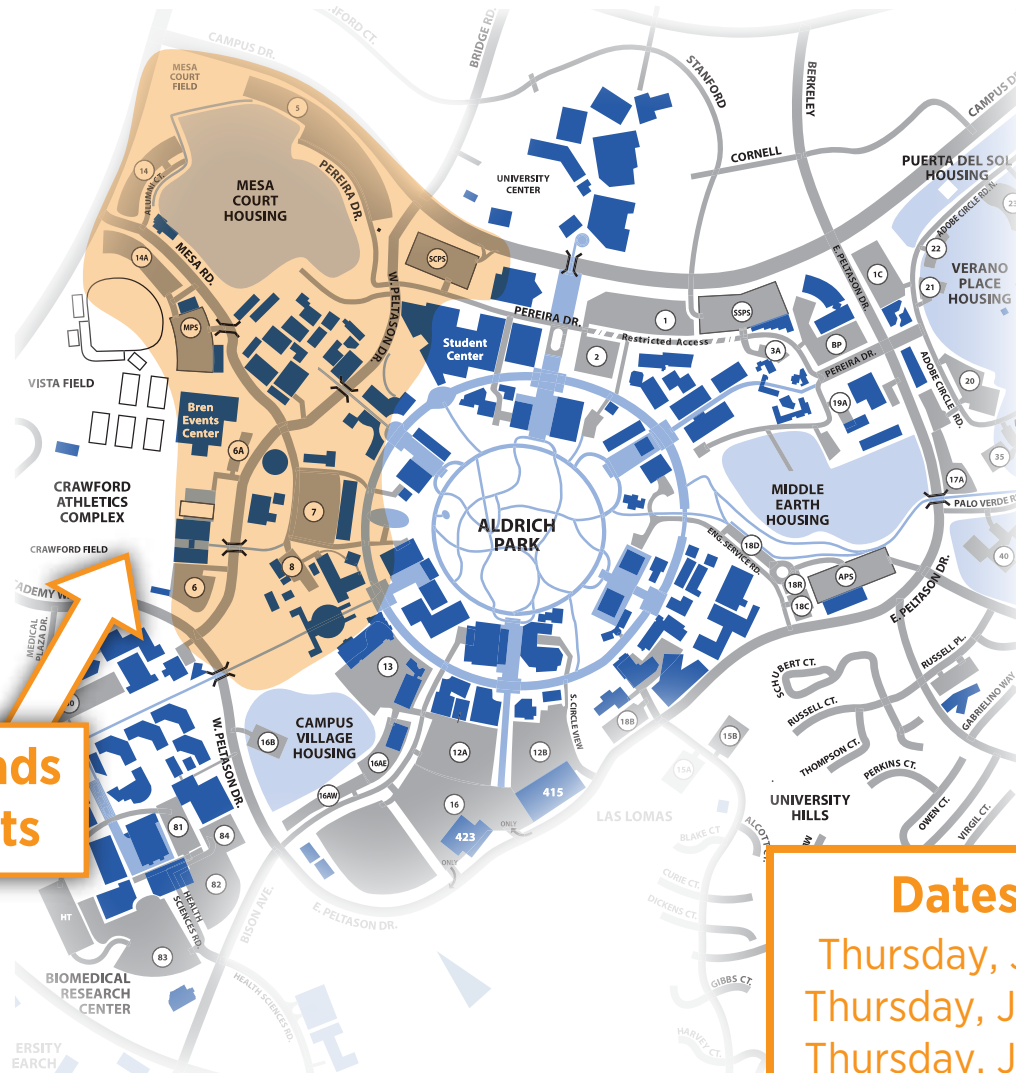 CAMPUS DR.
BRIDGE RD.
STANFORD
BERKELEY
CAMPUS
MESA
COURT
FIELD
5
CORNELL
14
ALUMNI CT.
MESA
COURT
HOUSING
PEREIRA DR.
UNIVERSITY
CENTER
PUERTA DEL SOL
HOUSING
ADOBE CIRCLE RD. N.
23
22
14A
MESA RD.
SCPS
E. PELTASON DR.
1C
21
VERANO
PLACE
HOUSING
W. PELTASON DR.
MPS
PEREIRA DR.
1
SSPS
Restricted Access
Student
Center
2
3A
BP
PEREIRA DR.
ADOBE CIRCLE RD.
20
VISTA FIELD
Bren
Events
Center
19A
6A
35
CRAWFORD
ATHLETICS
COMPLEX
7
ALDRICH
PARK
MIDDLE
EARTH
HOUSING
17A
PALO VERDE
CRAWFORD FIELD
18D
ENG. SERVICE RD.
40
8
6
18R
APS
18C
E. PELTASON DR.
MEDICAL
PLAZA DR.
13
RUSSELL PL.
SCHUBERT CT.
RUSSELL CT.
GABRIELINO WAY
CAMPUS
VILLAGE
HOUSING
S. CIRCLE VIEW
18B
15B
16B
W. PELTASON DR.
12A
12B
16AE
15A
THOMPSON CT.
PERKINS CT.
16AW
16
415
UNIVERSITY
HILLS
OWEN CT.
VIRGIL CT.
LAS LOMAS
81
84
423
ONLY
ONLY
BLAKE CT
82
HEALTH
SCIENCES RD.
CURIE CT.
DICKENS CT.
HT
BISON AVE.
E. PELTASON DR.
83
BIOMEDICAL
RESEARCH
CENTER
HEALTH SCIENCES RD.
GIBBS CT.
HARVEY CT.
Dates
Thursday, J
Thursday, J
Thursday, J